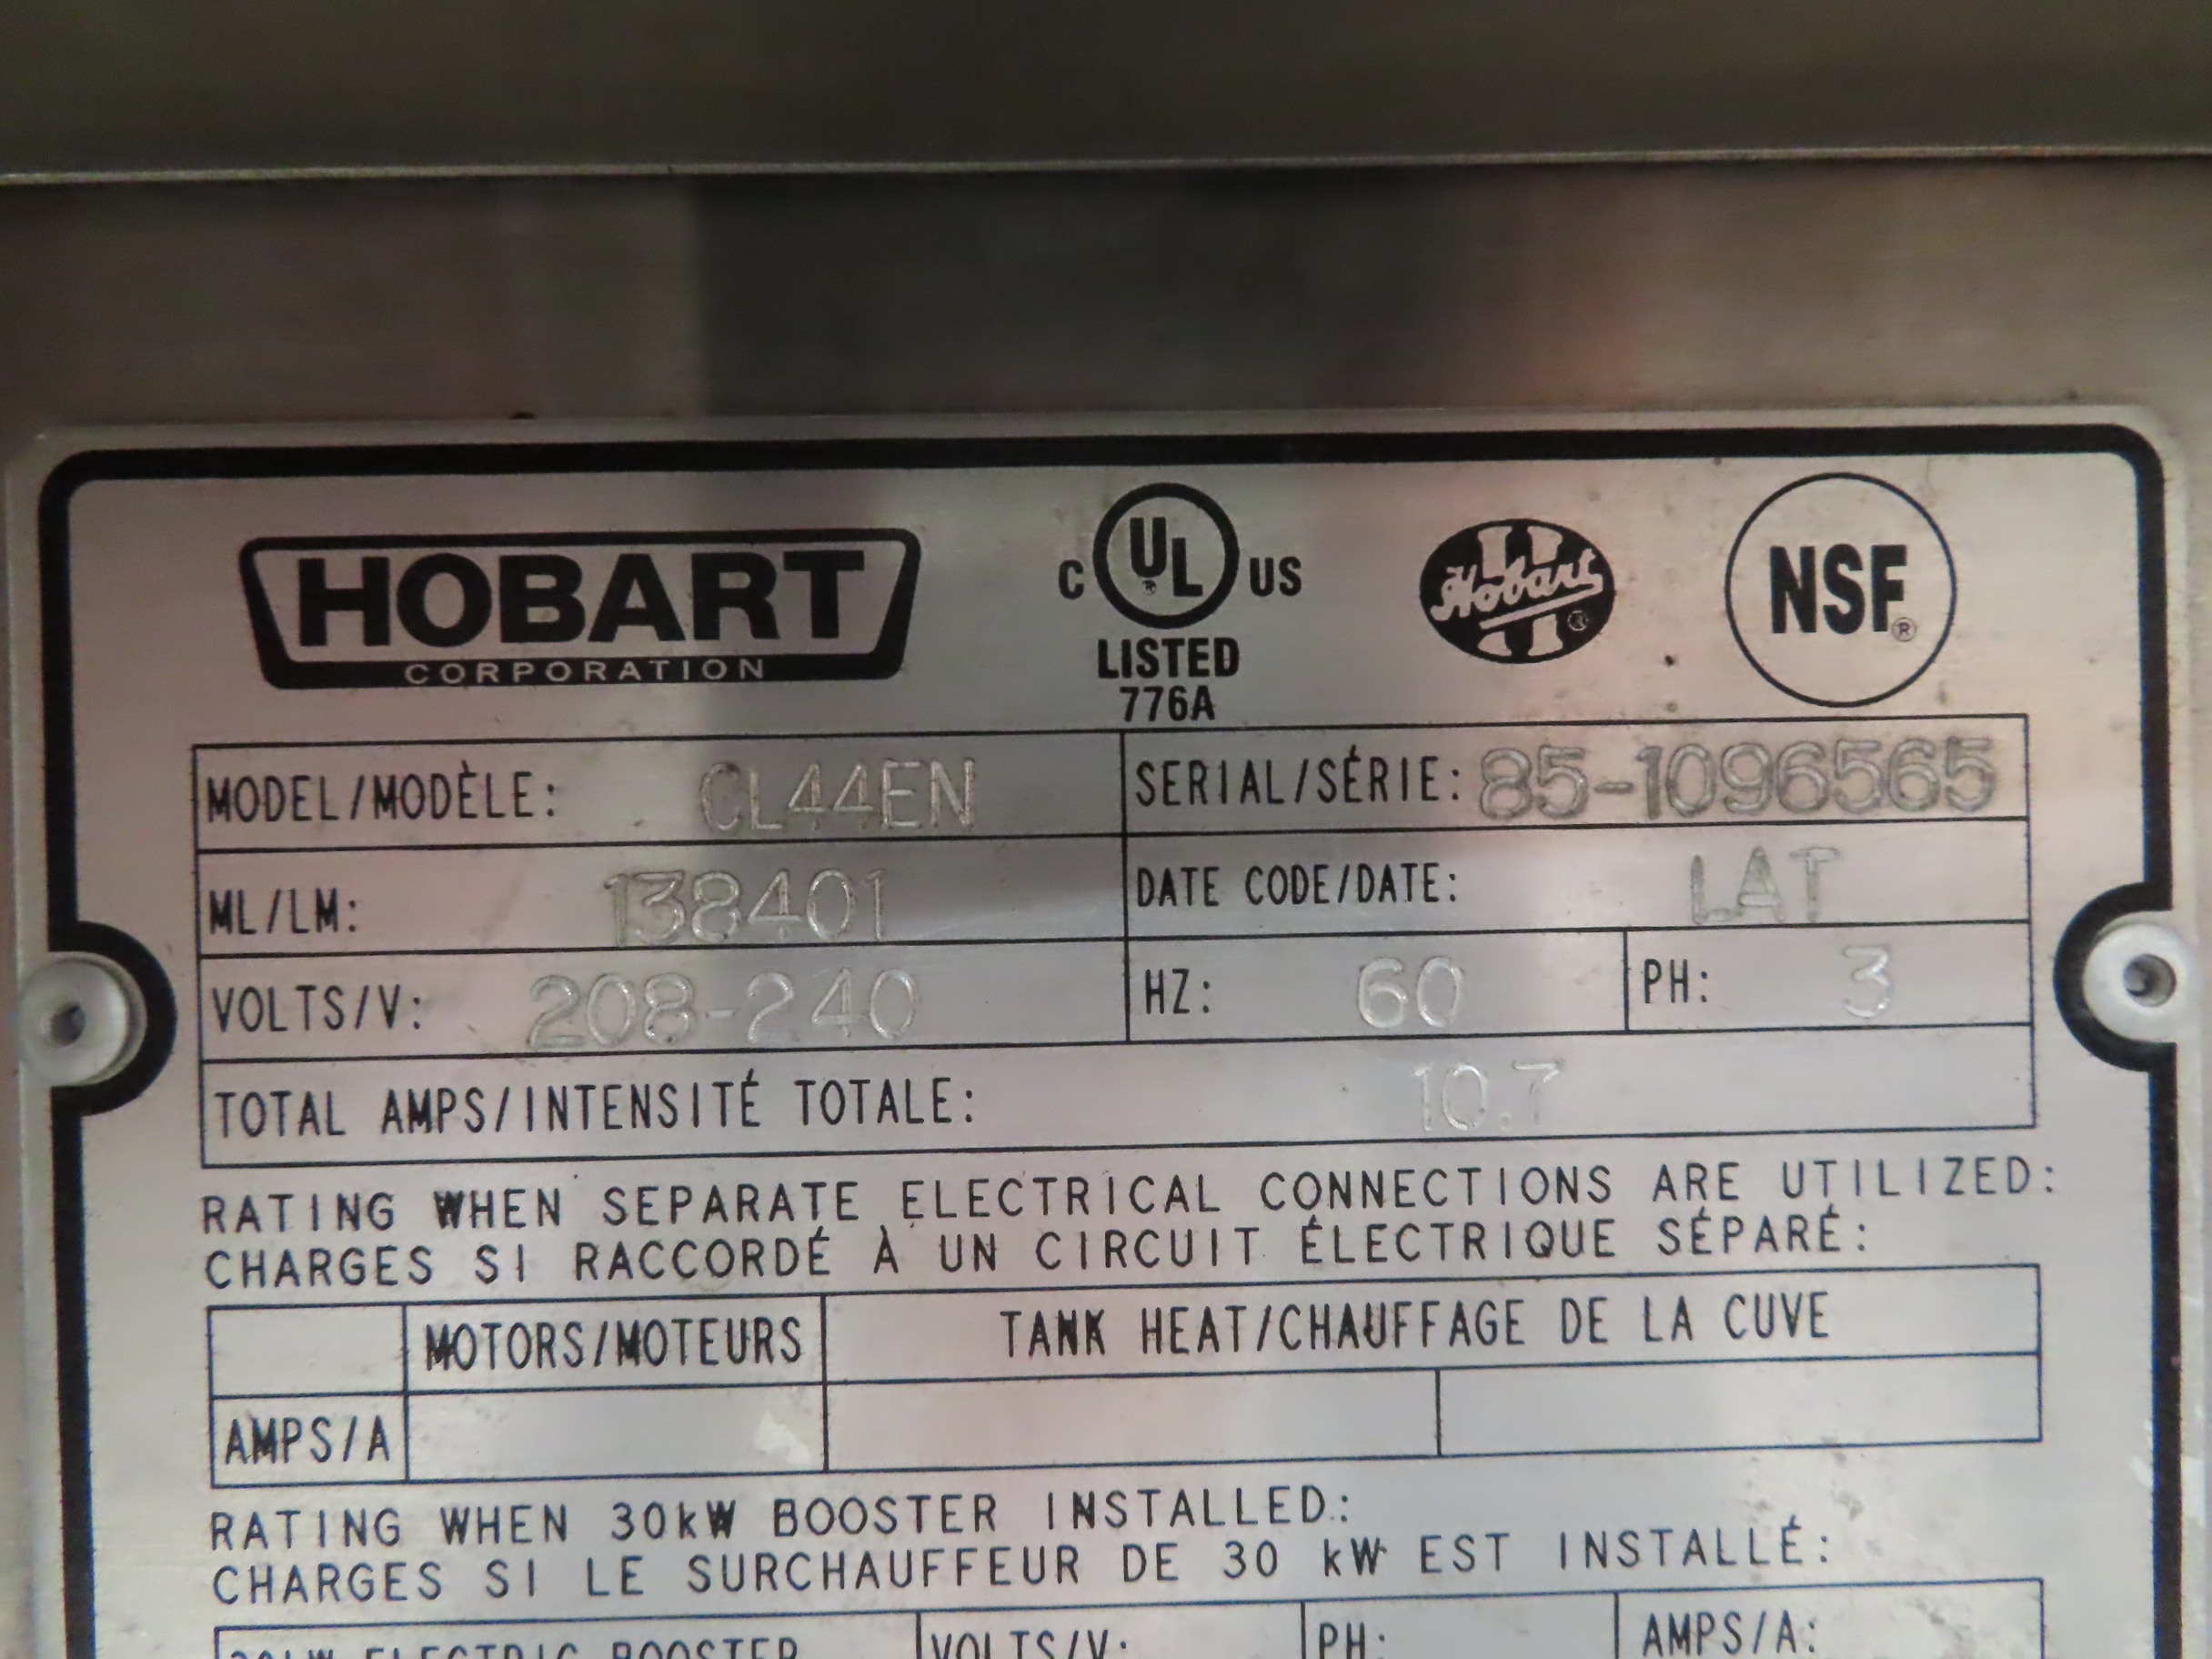 HOBART
CORPORATION
C UL® US
LISTED
776A
Hobart ®
NSF®
MODEL/MODÈLE: CL44EN
SERIAL/SÉRIE: 85-1096565
ML/LM: 138401
DATE CODE/DATE: LAT
VOLTS/V: 208-240
HZ: 60
PH: 3
TOTAL AMPS/INTENSITÉ TOTALE: 10.7
RATING WHEN SEPARATE ELECTRICAL CONNECTIONS ARE UTILIZED:
CHARGES SI RACCORDÉ À UN CIRCUIT ÉLECTRIQUE SÉPARÉ:
MOTORS/MOTEURS
TANK HEAT/CHAUFFAGE DE LA CUVE
AMPS/A
RATING WHEN 30kW BOOSTER INSTALLED:
CHARGES SI LE SURCHAUFFEUR DE 30 kW EST INSTALLÉ:
30kW ELECTRIC BOOSTER
VOLTS/V:
PH:
AMPS/A: